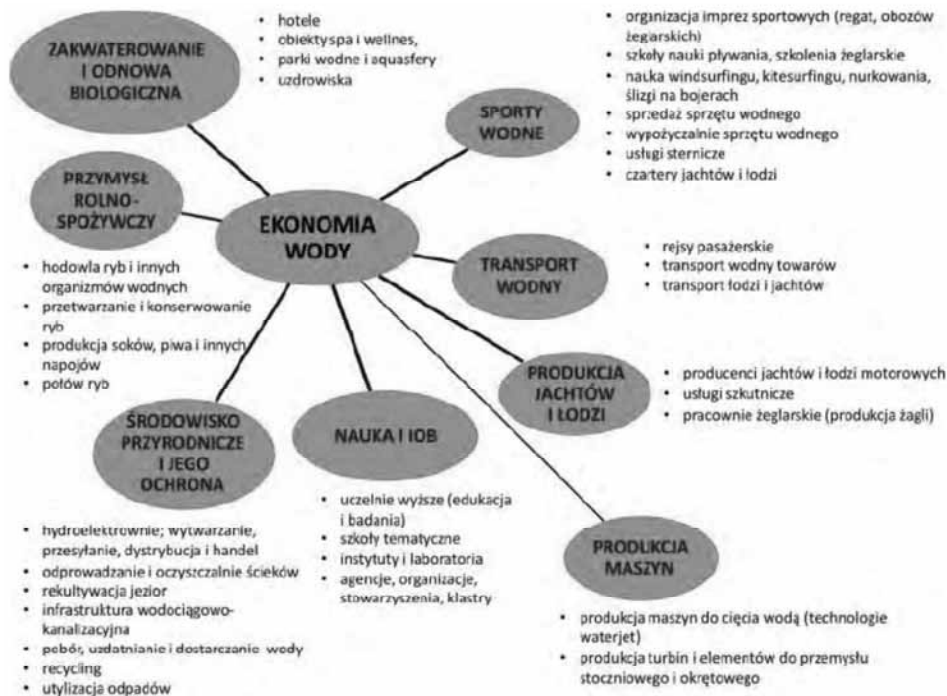 ZAKWATEROWANIE
I ODNOWA
BIOLOGICZNA
• hotele
• obiekty spa i wellnes,
• parki wodne i aquasfery
• uzdrowiska
SPORTY
WODNE
• organizacja imprez sportowych (regat, obozów
żeglarskich)
• szkoły nauki pływania, szkolenia żeglarskie
• nauka windsurfingu, kitesurfingu, nurkowania,
ślizgi na bojerach
• sprzedaż sprzętu wodnego
• wypożyczalnie sprzętu wodnego
• usługi sternicze
• czartery jachtów i łodzi
PRZYMYSŁ
ROLNO-
SPOŻYWCZY
• hodowla ryb i innych
organizmów wodnych
• przetwarzanie i konserwowanie
ryb
• produkcja soków, piwa i innych
napojów
• połów ryb
EKONOMIA
WODY
TRANSPORT
WODNY
• rejsy pasażerskie
• transport wodny towarów
• transport łodzi i jachtów
PRODUKCJA
JACHTÓW
I ŁODZI
• producenci jachtów i łodzi motorowych
• usługi szkutnicze
• pracownie żeglarskie (produkcja żagli)
ŚRODOWISKO
PRZYRODNICZE
I JEGO
OCHRONA
• hydroelektrownie; wytwarzanie,
przesyłanie, dystrybucja i handel
• odprowadzanie i oczyszczalnie ścieków
• rekultywacja jezior
• infrastruktura wodociągowo-
kanalizacyjna
• pobór, uzdatnianie i dostarczanie wody
• recycling
• utylizacja odpadów
NAUKA I IOB
• uczelnie wyższe (edukacja
i badania)
• szkoły tematyczne
• instytuty i laboratoria
• agencje, organizacje,
stowarzyszenia, klastry
PRODUKCJA
MASZYN
• produkcja maszyn do cięcia wodą (technologie
waterjet)
• produkcja turbin i elementów do przemysłu
stoczniowego i okrętowego